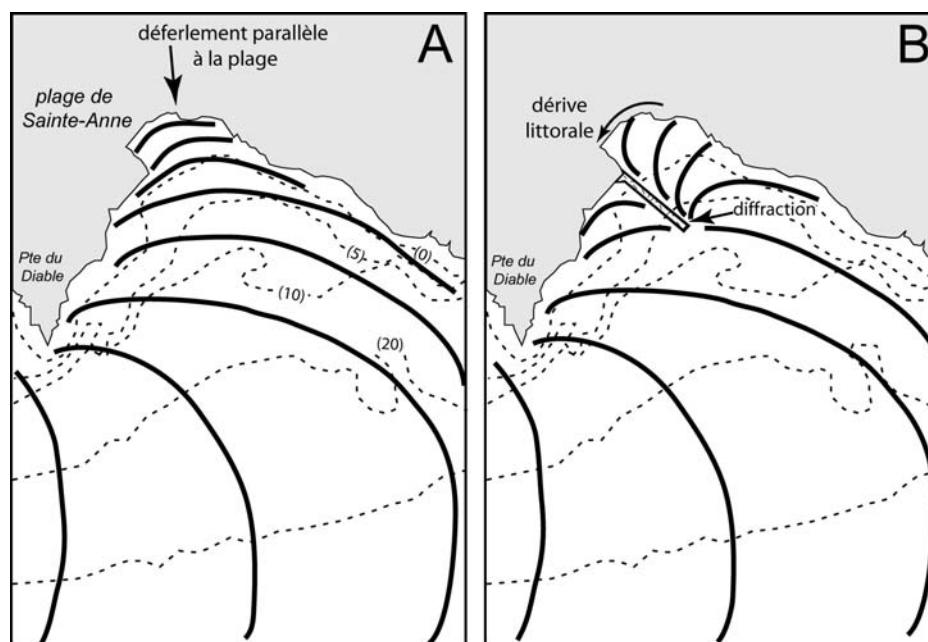 déferlement parallèle
à la plage
A
plage de
Sainte-Anne
Pte du
Diable
(0)
(5)
(10)
(20)
B
dérive
littorale
diffraction
Pte du
Diable